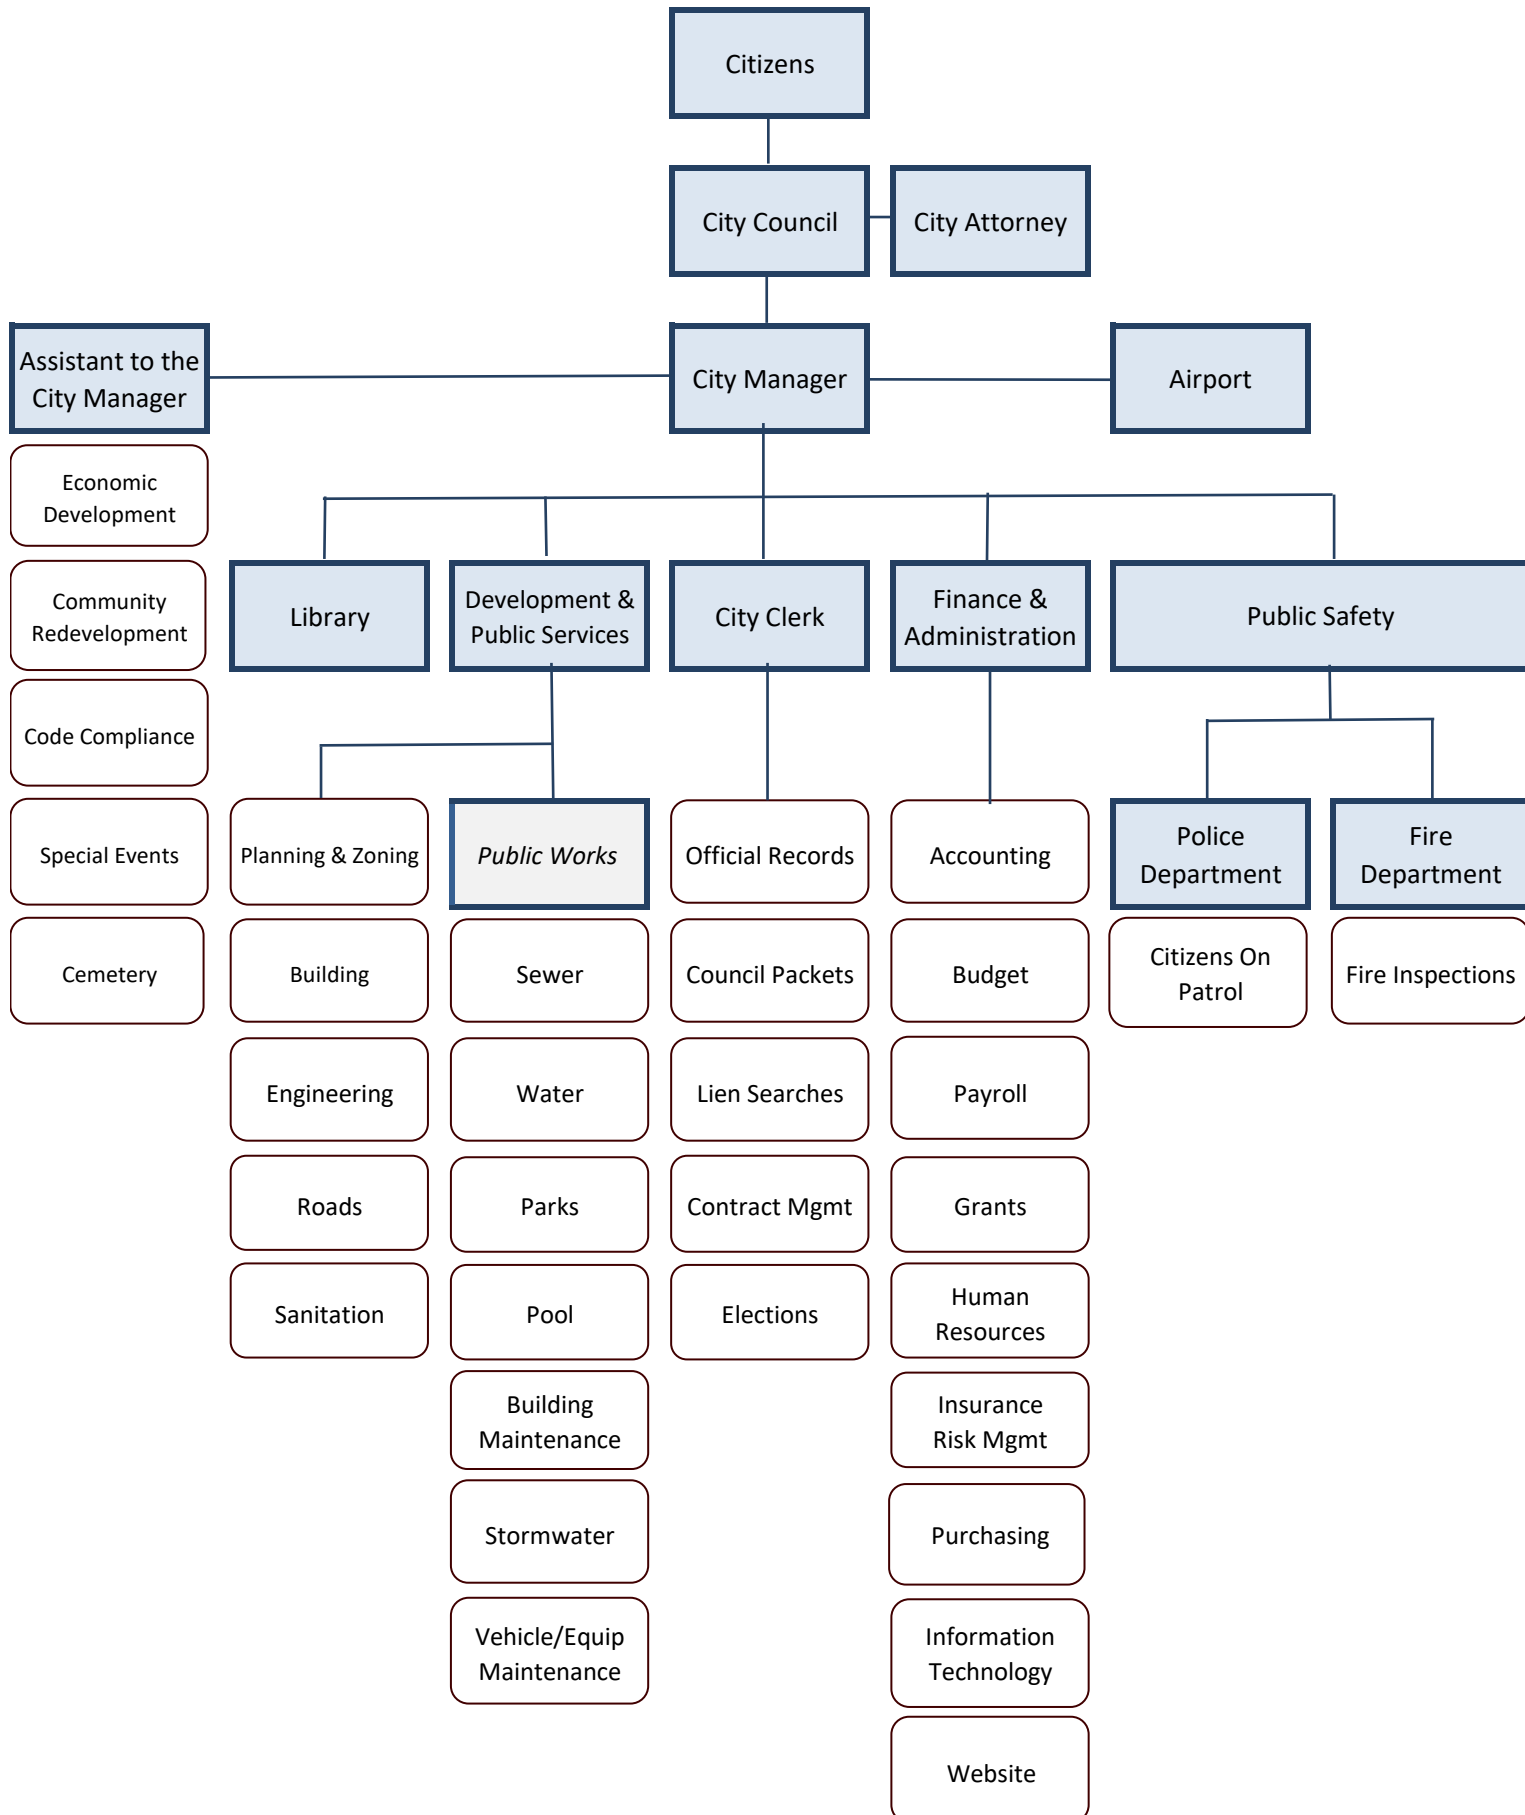 Citizens
City Council
City Attorney
Assistant to the
City Manager
City Manager
Airport
Economic
Development
Community
Redevelopment
Code Compliance
Special Events
Cemetery
Library
Development &
Public Services
City Clerk
Finance &
Administration
Public Safety
Planning & Zoning
Building
Engineering
Roads
Sanitation
Public Works
Sewer
Water
Parks
Pool
Building
Maintenance
Stormwater
Vehicle/Equip
Maintenance
Official Records
Council Packets
Lien Searches
Contract Mgmt
Elections
Accounting
Budget
Payroll
Grants
Human
Resources
Insurance
Risk Mgmt
Purchasing
Information
Technology
Website
Police
Department
Citizens On
Patrol
Fire
Department
Fire Inspections